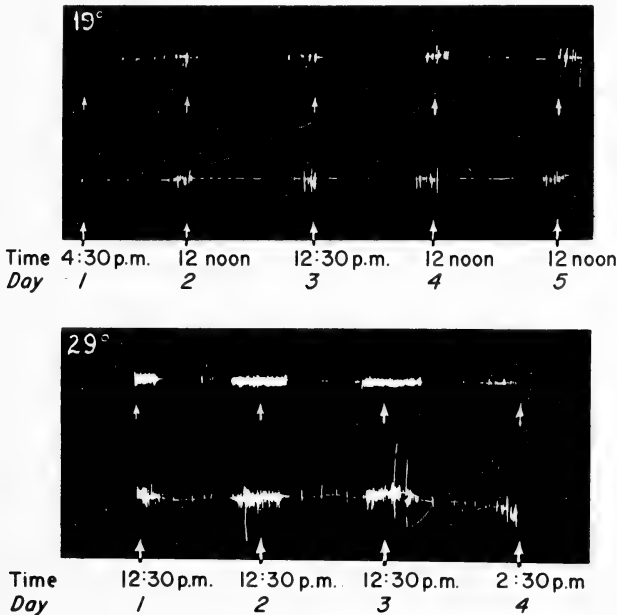 19°
Time 4:30 p.m. 12 noon 12:30 p.m. 12 noon 12 noon
Day 1 2 3 4 5
29°
Time 12:30 p.m. 12:30 p.m. 12:30 p.m. 2:30 p.m
Day 1 2 3 4